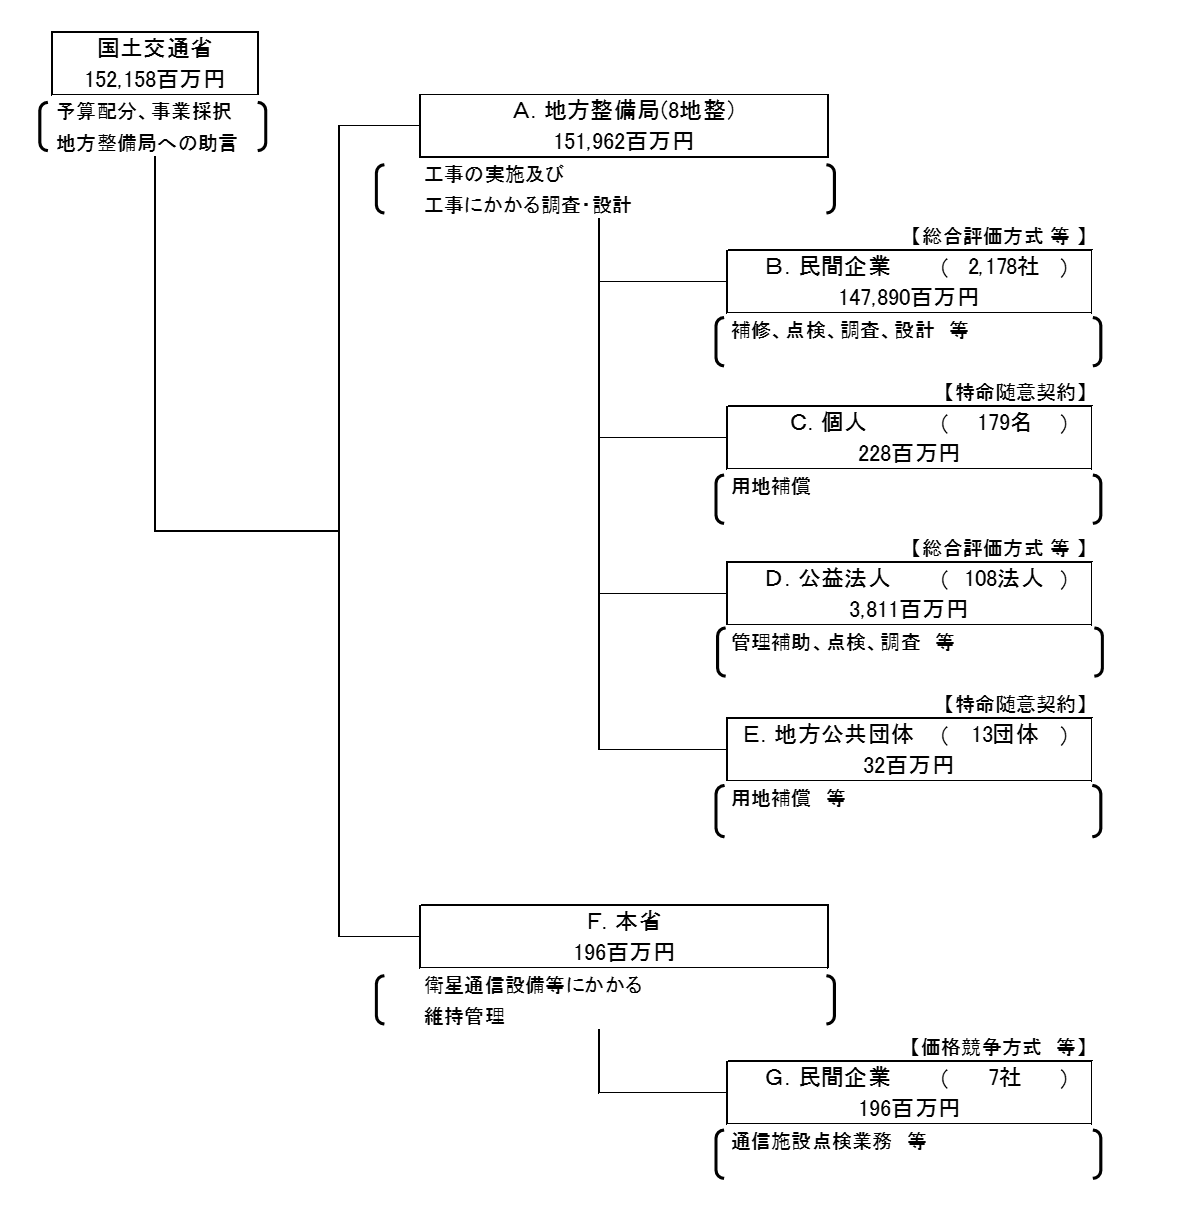 国土交通省
152,158百万円
予算配分、事業採択
地方整備局への助言
A. 地方整備局(8地整)
151,962百万円
工事の実施及び
工事にかかる調査・設計
【総合評価方式 等 】
B. 民間企業 ( 2,178社 )
147,890百万円
補修、点検、調査、設計 等
【特命随意契約】
C. 個人 ( 179名 )
228百万円
用地補償
【総合評価方式 等 】
D. 公益法人 ( 108法人 )
3,811百万円
管理補助、点検、調査 等
【特命随意契約】
E. 地方公共団体 ( 13団体 )
32百万円
用地補償 等
F. 本省
196百万円
衛星通信設備等にかかる
維持管理
【価格競争方式 等】
G. 民間企業 ( 7社 )
196百万円
通信施設点検業務 等